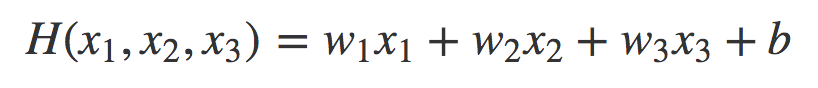 H(x₁, x₂, x₃) = w₁x₁ + w₂x₂ + w₃x₃ + b